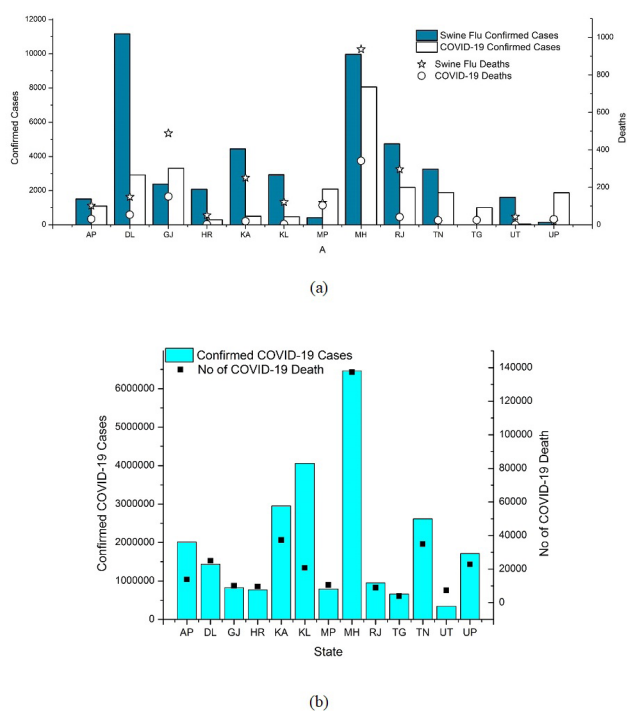 Swine Flu Confirmed Cases
COVID-19 Confirmed Cases
Swine Flu Deaths
COVID-19 Deaths
Confirmed Cases
12000
10000
8000
6000
4000
2000
0
Deaths
1000
800
600
400
200
0
AP DL GJ HR KA KL MP MH RJ TN TG UT UP
A
(a)
Confirmed COVID-19 Cases
No of COVID-19 Death
Confirmed COVID-19 Cases
6000000
5000000
4000000
3000000
2000000
1000000
0
No of COVID-19 Death
140000
120000
100000
80000
60000
40000
20000
0
AP DL GJ HR KA KL MP MH RJ TG TN UT UP
State
(b)